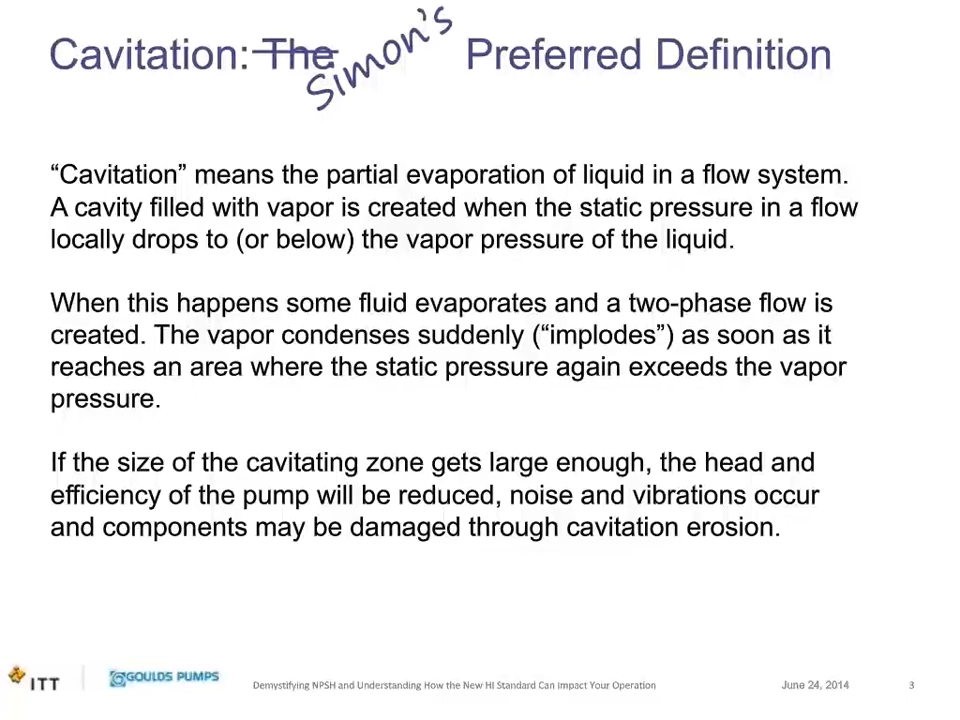 Cavitation: The Simon's Preferred Definition
“Cavitation” means the partial evaporation of liquid in a flow system.
A cavity filled with vapor is created when the static pressure in a flow
locally drops to (or below) the vapor pressure of the liquid.
When this happens some fluid evaporates and a two-phase flow is
created. The vapor condenses suddenly (“implodes”) as soon as it
reaches an area where the static pressure again exceeds the vapor
pressure.
If the size of the cavitating zone gets large enough, the head and
efficiency of the pump will be reduced, noise and vibrations occur
and components may be damaged through cavitation erosion.
ITT GOULDS PUMPS Demystifying NPSH and Understanding How the New HI Standard Can Impact Your Operation June 24, 2014 3